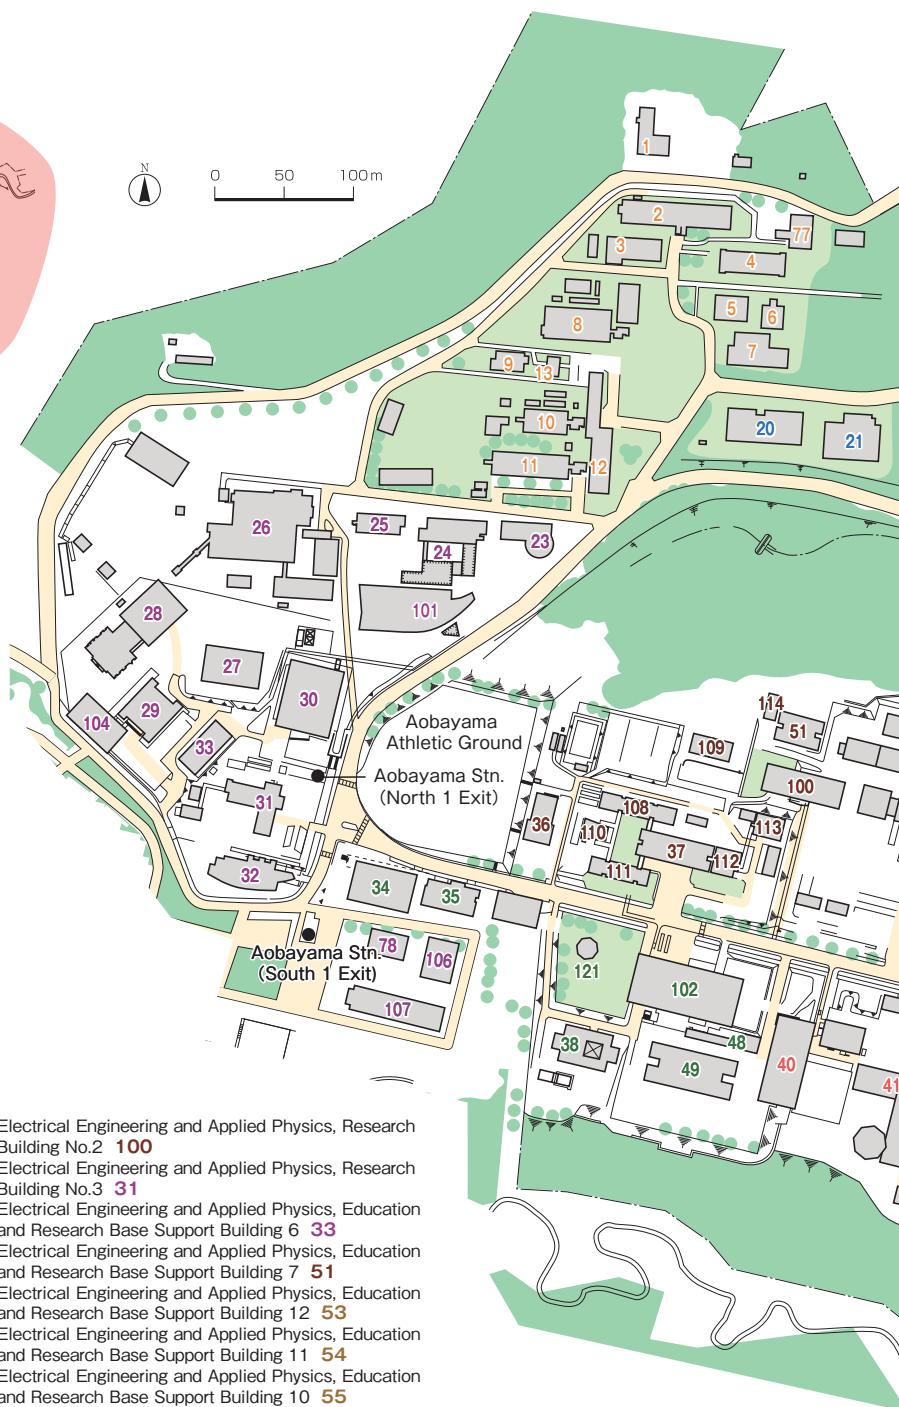 N
0 50 100m
1
2
77
3
4
5
6
8
7
9
13
10
20
21
11
12
25
26
23
24
101
28
27
30
114
29
51
104
Aobayama
Athletic Ground
33
109
Aobayama Stn.
(North 1 Exit)
100
31
108
36
110
113
37
112
111
32
34
35
78
Aobayama Stn.
(South 1 Exit)
106
121
102
107
38
48
49
40
41
Electrical Engineering and Applied Physics, Research
Building No.2 100
Electrical Engineering and Applied Physics, Research
Building No.3 31
Electrical Engineering and Applied Physics, Education
and Research Base Support Building 6 33
Electrical Engineering and Applied Physics, Education
and Research Base Support Building 7 51
Electrical Engineering and Applied Physics, Education
and Research Base Support Building 12 53
Electrical Engineering and Applied Physics, Education
and Research Base Support Building 11 54
Electrical Engineering and Applied Physics, Education
and Research Base Support Building 10 55